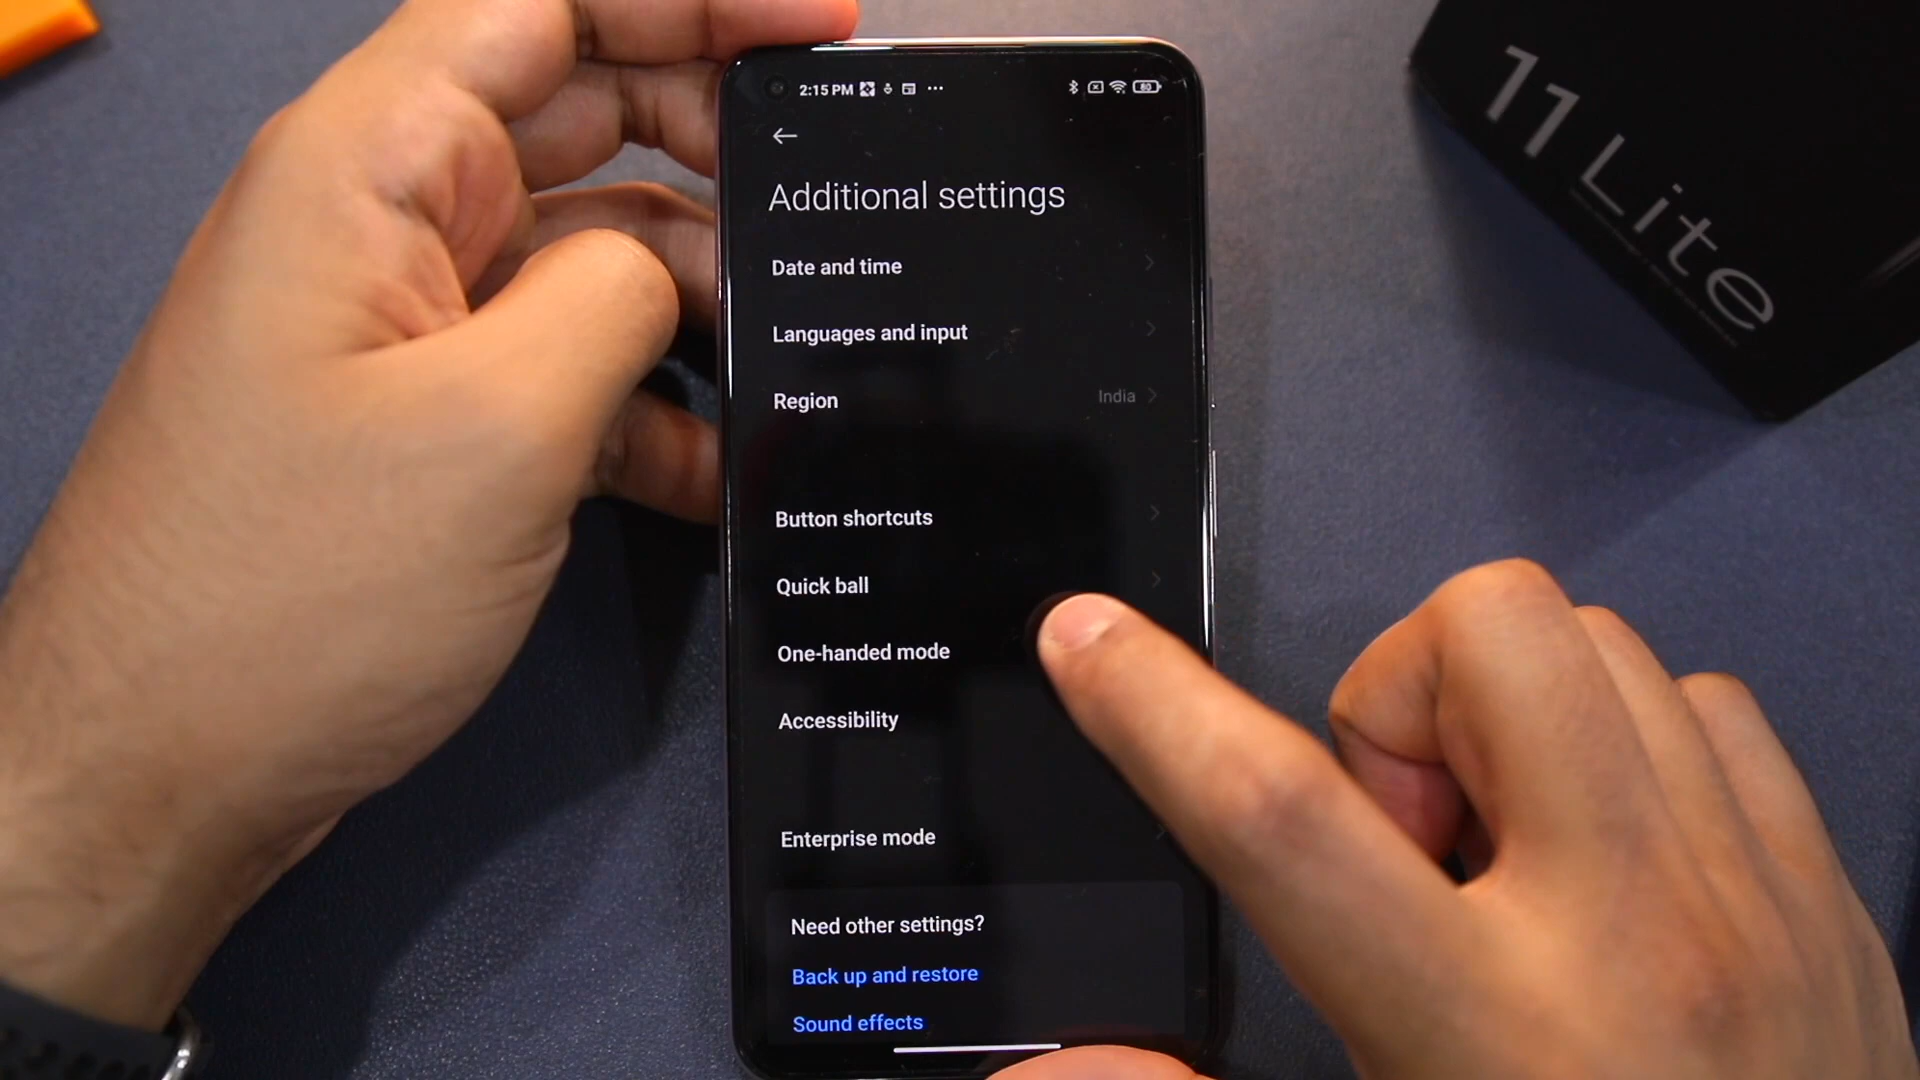 2:15 PM
80
Additional settings
Date and time
Languages and input
Region
India
Button shortcuts
Quick ball
One-handed mode
Accessibility
Enterprise mode
Need other settings?
Back up and restore
Sound effects
11 Lite